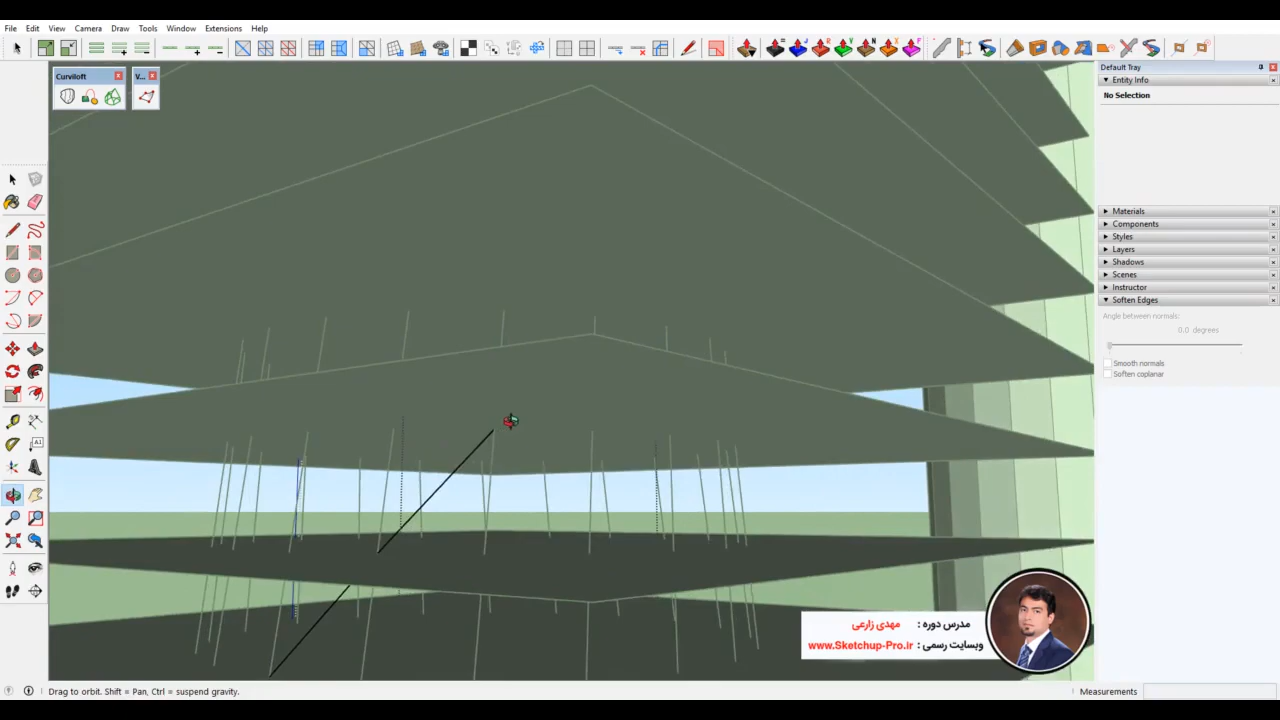 File Edit View Camera Draw Tools Window Extensions Help
Curviloft
V...
Default Tray
Entity Info
No Selection
Materials
Components
Styles
Layers
Shadows
Scenes
Instructor
Soften Edges
Angle between normals:
0.0 degrees
Smooth normals
Soften coplanar
مدرس دوره : مهدی زارعی
وبسایت رسمی : www.Sketchup-Pro.ir
Drag to orbit. Shift = Pan, Ctrl = suspend gravity.
Measurements